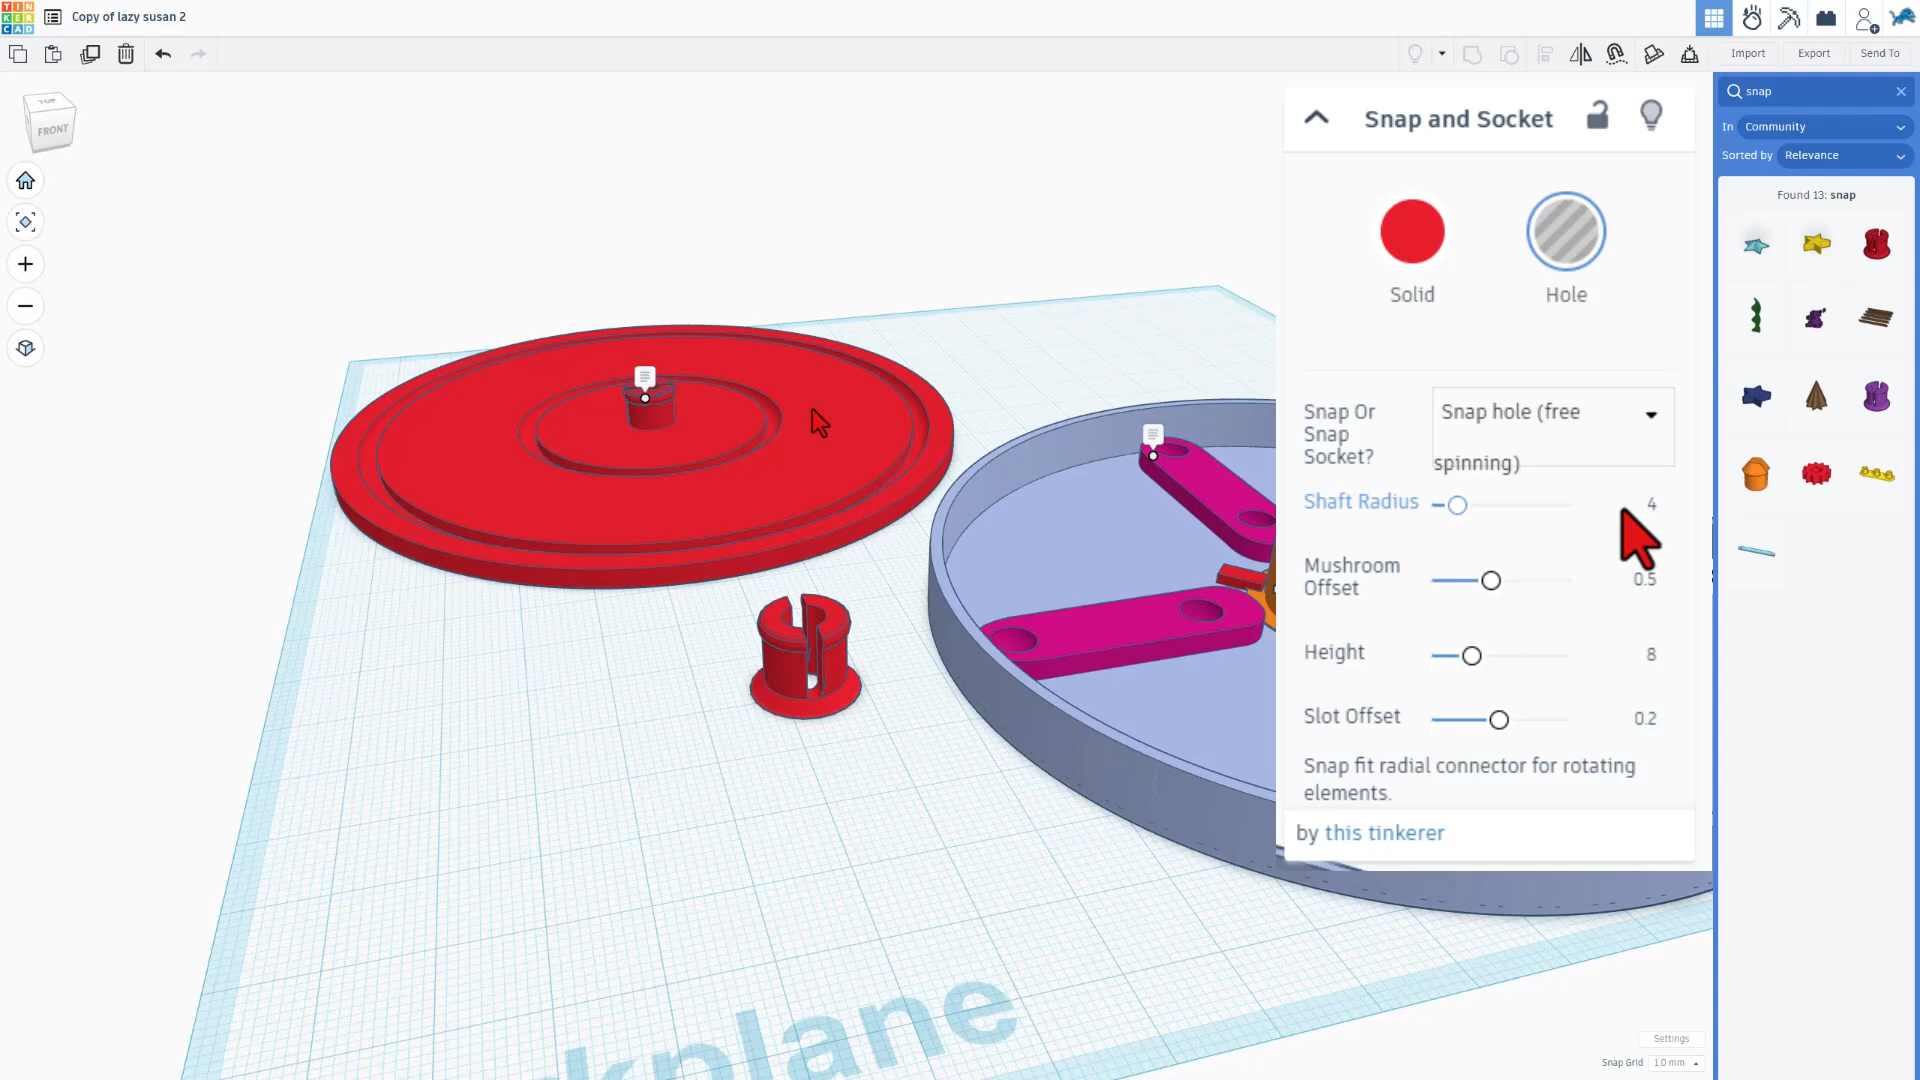 TIN
KER
CAD
Copy of lazy susan 2
Import
Export
Send To
TOP
FRONT
Snap and Socket
Solid
Hole
Snap Or
Snap
Socket?
Snap hole (free
spinning)
Shaft Radius
4
Mushroom
Offset
0.5
Height
8
Slot Offset
0.2
Snap fit radial connector for rotating
elements.
by this tinkerer
snap
In
Community
Sorted by
Relevance
Found 13: snap
kplane
Settings
Snap Grid
1.0 mm